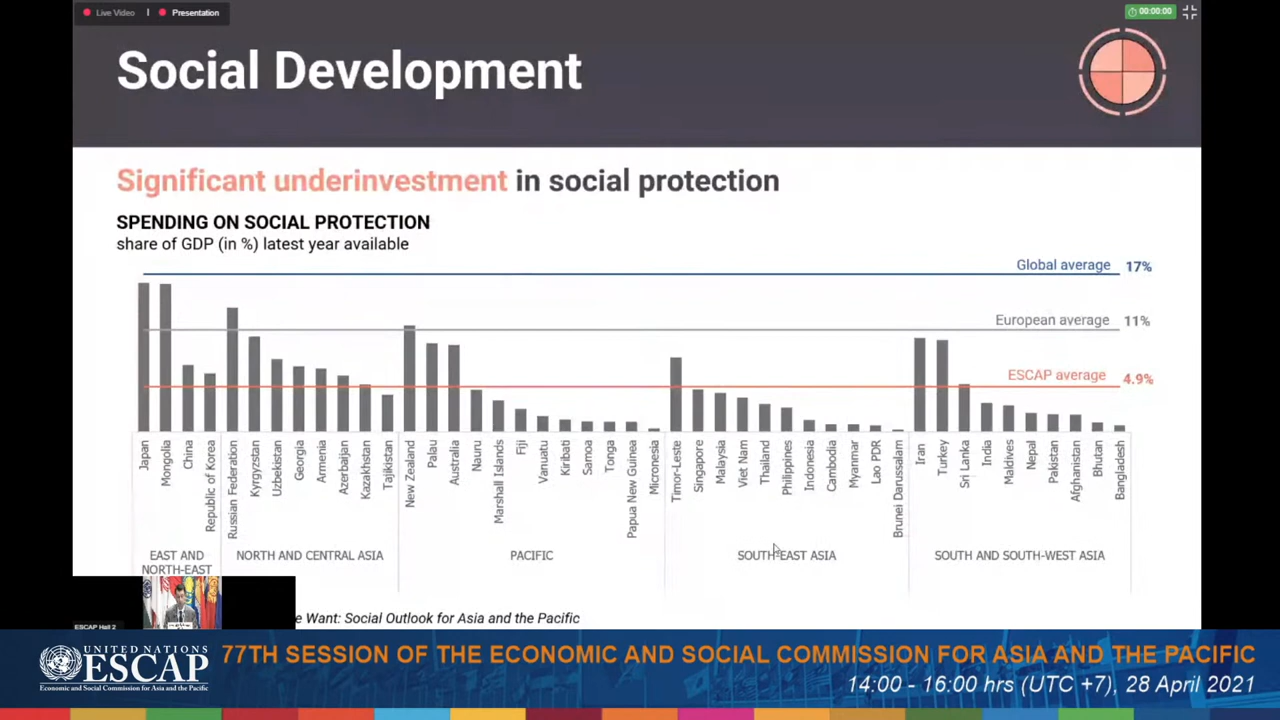 Live Video | Presentation
00:00:00
Social Development
Significant underinvestment in social protection
SPENDING ON SOCIAL PROTECTION
share of GDP (in %) latest year available
Global average 17%
European average 11%
ESCAP average 4.9%
Japan
Mongolia
China
Republic of Korea
Russian Federation
Kyrgyzstan
Uzbekistan
Georgia
Armenia
Azerbaijan
Kazakhstan
Tajikistan
New Zealand
Palau
Australia
Nauru
Marshall Islands
Fiji
Vanuatu
Kiribati
Samoa
Tonga
Papua New Guinea
Micronesia
Timor-Leste
Singapore
Malaysia
Viet Nam
Thailand
Philippines
Indonesia
Cambodia
Myanmar
Lao PDR
Brunei Darussalam
Iran
Turkey
Sri Lanka
India
Maldives
Nepal
Pakistan
Afghanistan
Bhutan
Bangladesh
EAST AND
NORTH-EAST
NORTH AND CENTRAL ASIA
PACIFIC
SOUTH-EAST ASIA
SOUTH AND SOUTH-WEST ASIA
e Want: Social Outlook for Asia and the Pacific
ESCAP Hall 2
UNITED NATIONS
ESCAP
Economic and Social Commission for Asia and the Pacific
77TH SESSION OF THE ECONOMIC AND SOCIAL COMMISSION FOR ASIA AND THE PACIFIC
14:00 - 16:00 hrs (UTC +7), 28 April 2021